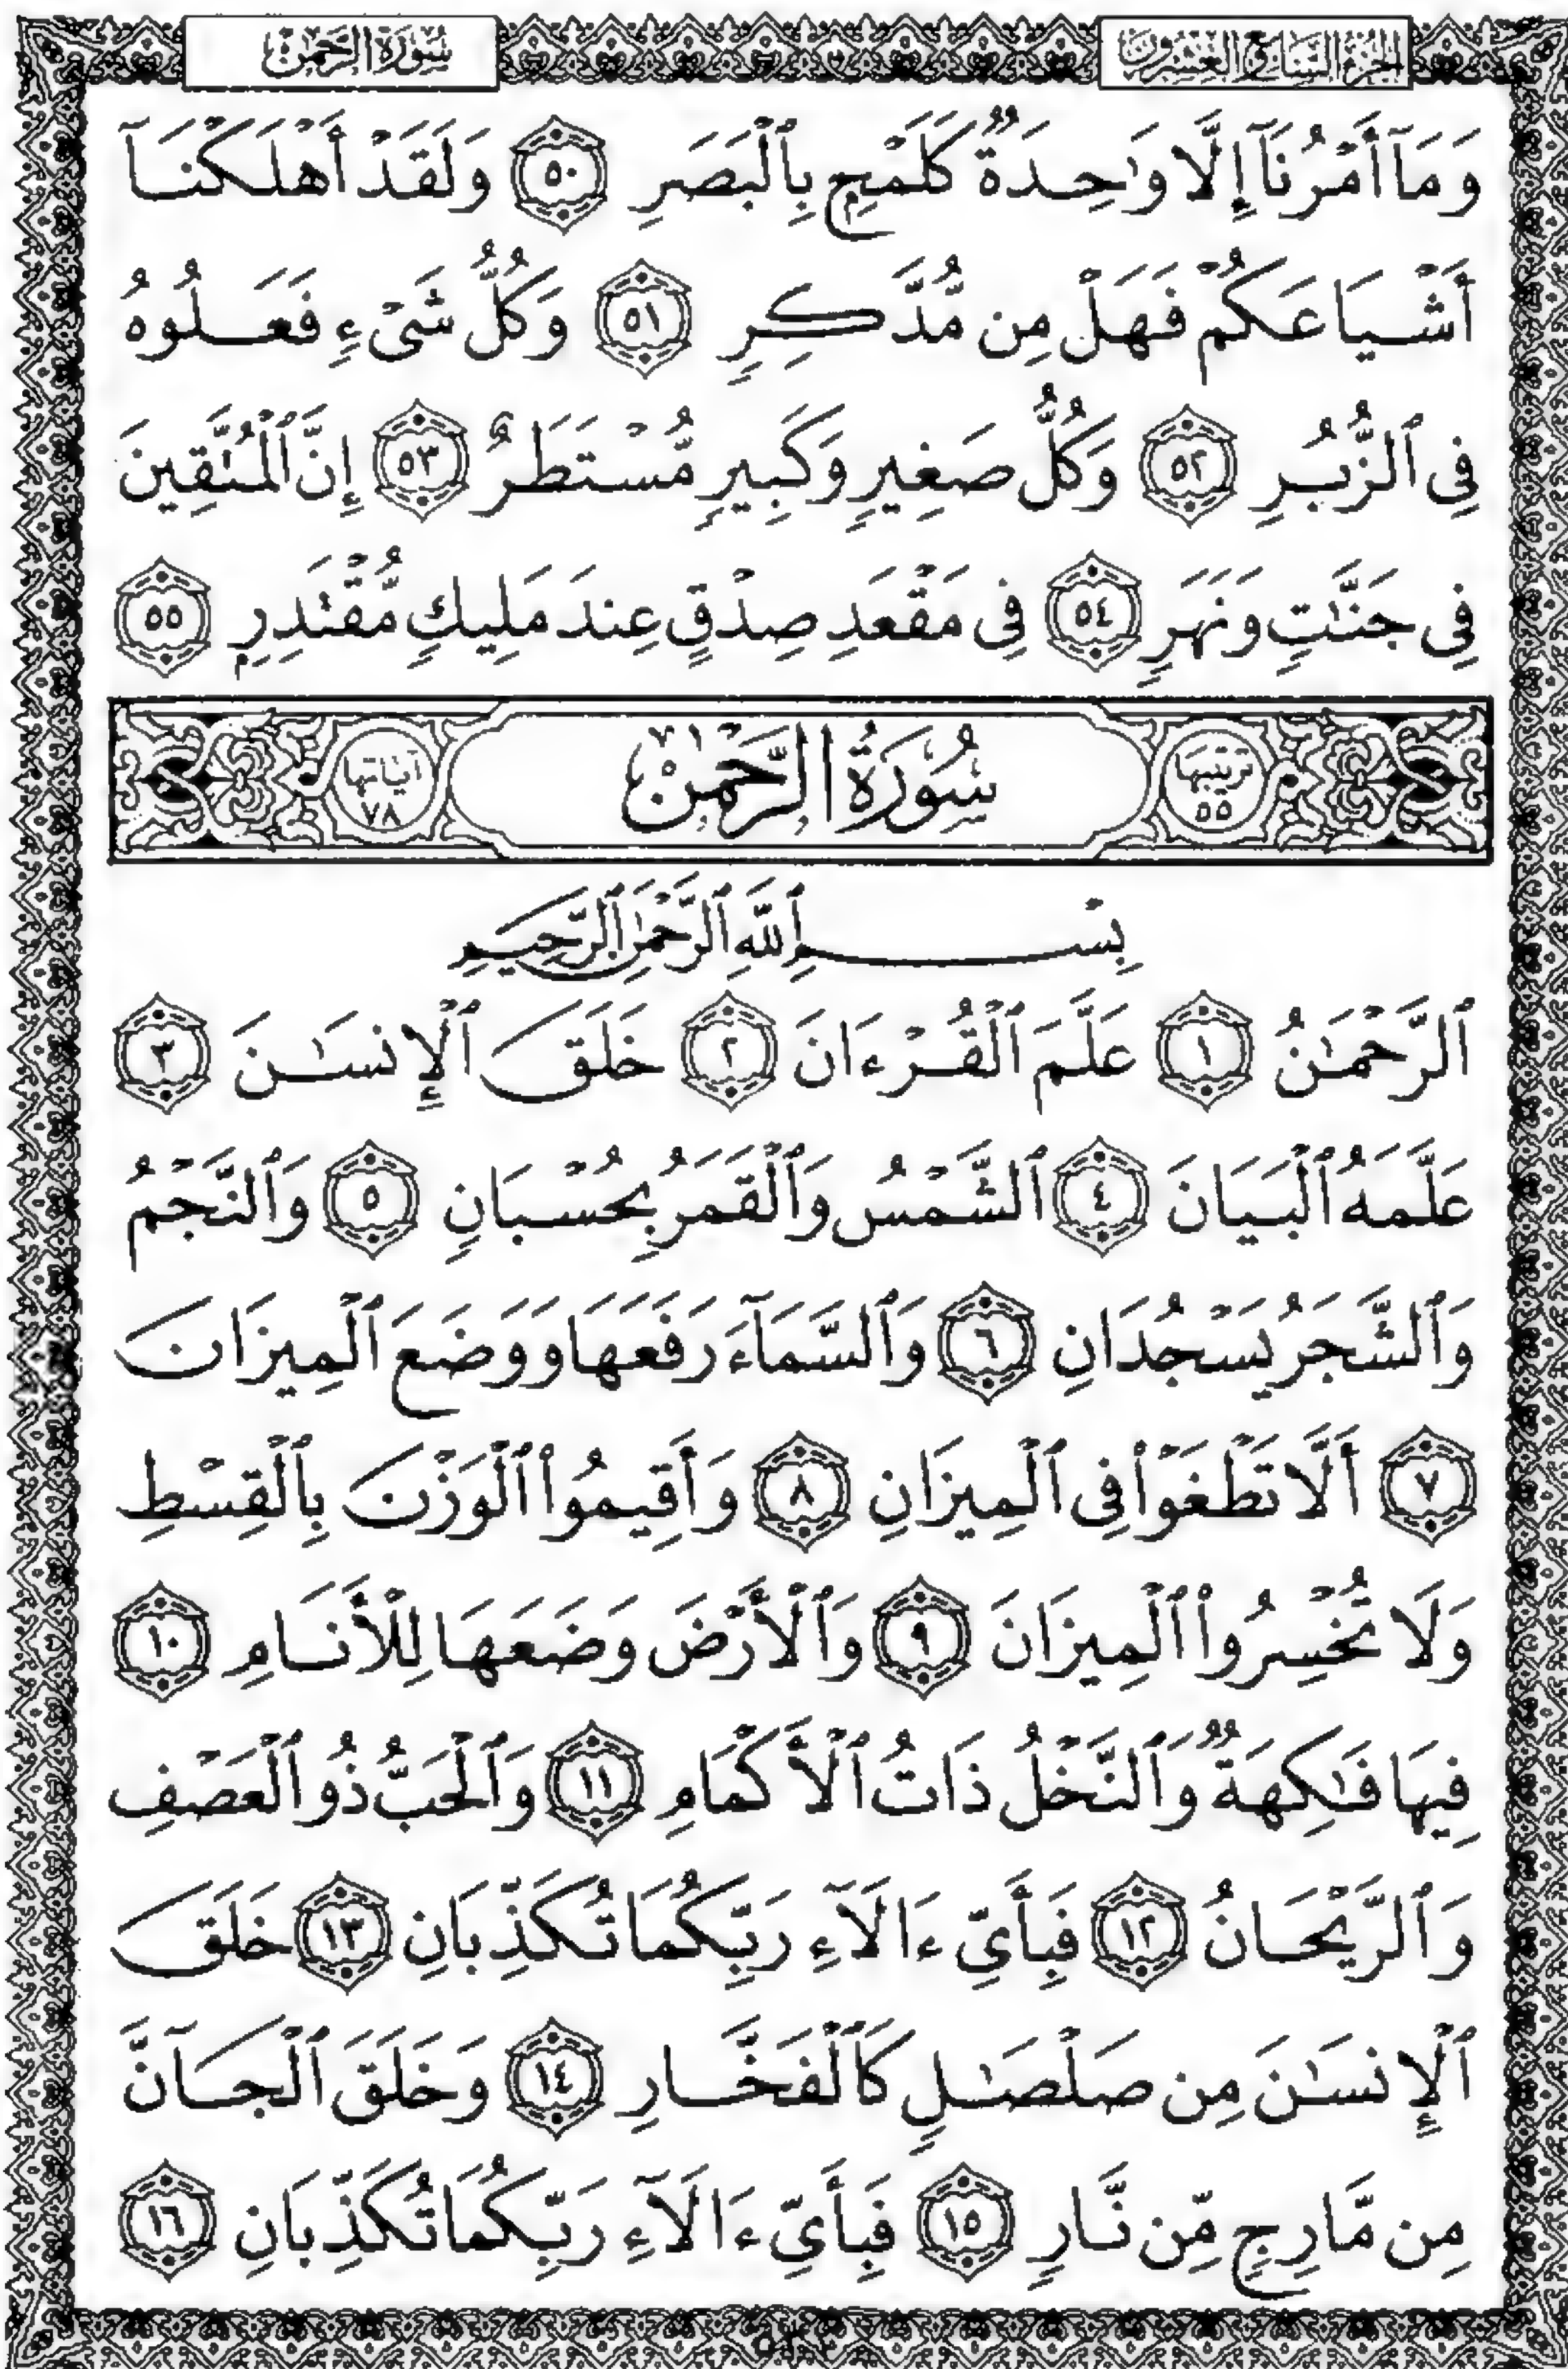 الجزء السابع والعشرون
سورة الرحمن
وَمَآ أَمْرُنَآ إِلَّا وَٰحِدَةٌ كَلَمْحٍۭ بِٱلْبَصَرِ ٥٠ وَلَقَدْ أَهْلَكْنَآ
أَشْيَاعَكُمْ فَهَلْ مِن مُّدَّكِرٍ ٥١ وَكُلُّ شَىْءٍ فَعَلُوهُ
فِى ٱلزُّبُرِ ٥٢ وَكُلُّ صَغِيرٍ وَكَبِيرٍ مُّسْتَطَرٌ ٥٣ إِنَّ ٱلْمُتَّقِينَ
فِى جَنَّٰتٍ وَنَهَرٍ ٥٤ فِى مَقْعَدِ صِدْقٍ عِندَ مَلِيكٍ مُّقْتَدِرٍۭ ٥٥
ترتيبها ٥٥ سُورَةُ الرَّحْمٰن آياتها ٧٨
بِسْمِ ٱللَّهِ ٱلرَّحْمَٰنِ ٱلرَّحِيمِ
ٱلرَّحْمَٰنُ ١ عَلَّمَ ٱلْقُرْءَانَ ٢ خَلَقَ ٱلْإِنسَٰنَ ٣
عَلَّمَهُ ٱلْبَيَانَ ٤ ٱلشَّمْسُ وَٱلْقَمَرُ بِحُسْبَانٍ ٥ وَٱلنَّجْمُ
وَٱلشَّجَرُ يَسْجُدَانِ ٦ وَٱلسَّمَآءَ رَفَعَهَا وَوَضَعَ ٱلْمِيزَانَ
٧ أَلَّا تَطْغَوْا۟ فِى ٱلْمِيزَانِ ٨ وَأَقِيمُوا۟ ٱلْوَزْنَ بِٱلْقِسْطِ
وَلَا تُخْسِرُوا۟ ٱلْمِيزَانَ ٩ وَٱلْأَرْضَ وَضَعَهَا لِلْأَنَامِ ١٠
فِيهَا فَٰكِهَةٌ وَٱلنَّخْلُ ذَاتُ ٱلْأَكْمَامِ ١١ وَٱلْحَبُّ ذُو ٱلْعَصْفِ
وَٱلرَّيْحَانُ ١٢ فَبِأَىِّ ءَالَآءِ رَبِّكُمَا تُكَذِّبَانِ ١٣ خَلَقَ
ٱلْإِنسَٰنَ مِن صَلْصَٰلٍ كَٱلْفَخَّارِ ١٤ وَخَلَقَ ٱلْجَآنَّ
مِن مَّارِجٍ مِّن نَّارٍ ١٥ فَبِأَىِّ ءَالَآءِ رَبِّكُمَا تُكَذِّبَانِ ١٦